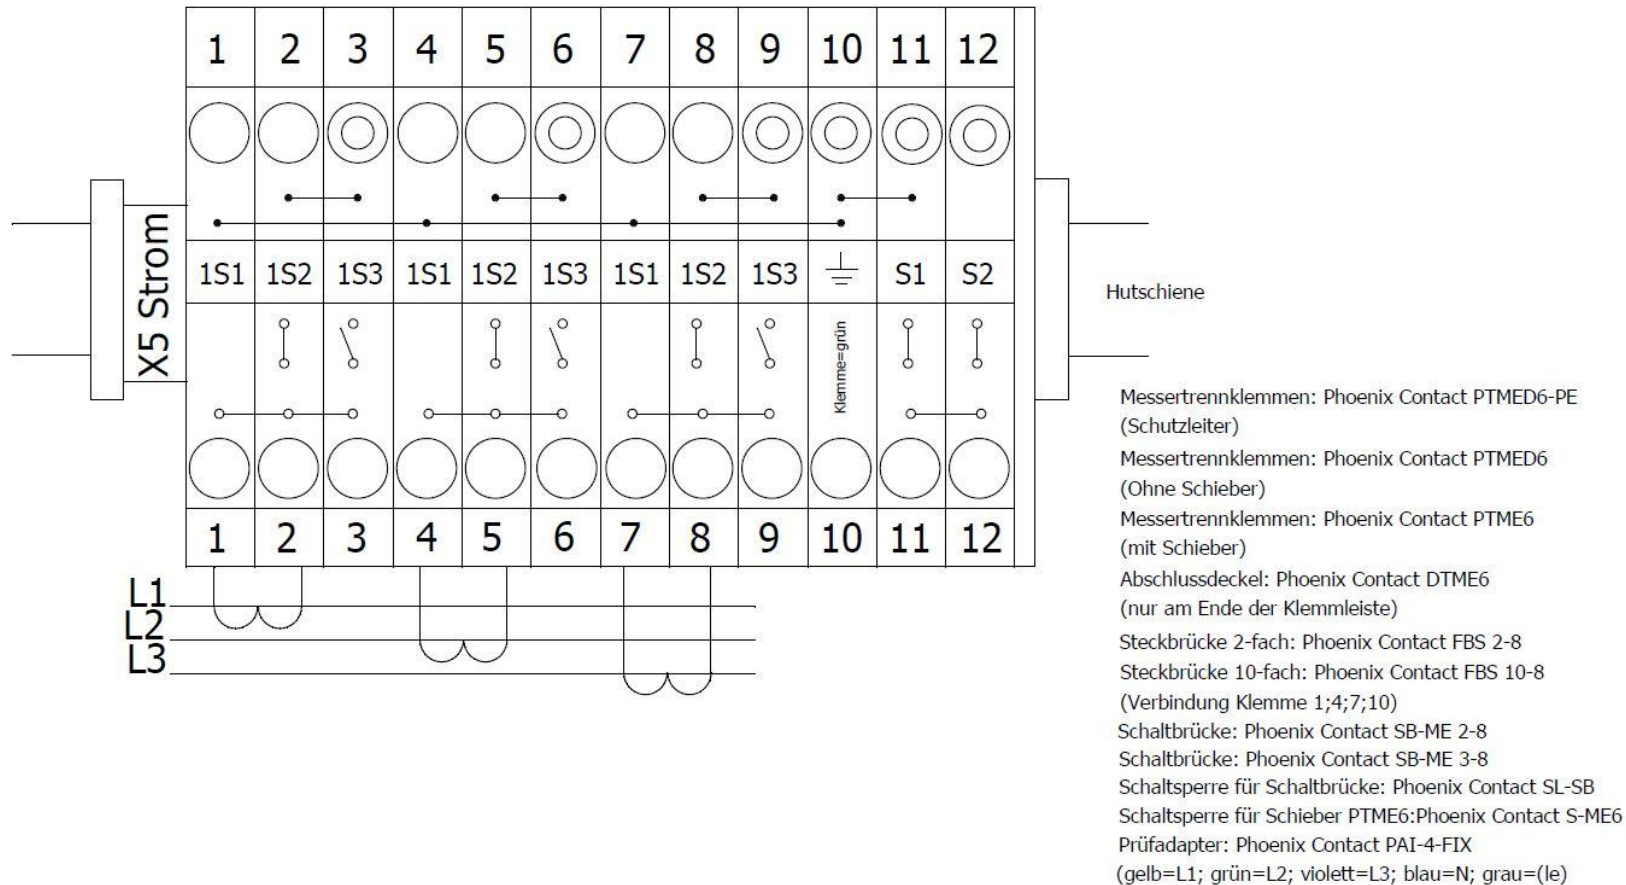 1 2 3 4 5 6 7 8 9 10 11 12
X5 Strom
1S1 1S2 1S3 1S1 1S2 1S3 1S1 1S2 1S3 S1 S2
Klemme=grün
1 2 3 4 5 6 7 8 9 10 11 12
L1
L2
L3
Hutschiene
Messertrennklemmen: Phoenix Contact PTMED6-PE
(Schutzleiter)
Messertrennklemmen: Phoenix Contact PTMED6
(Ohne Schieber)
Messertrennklemmen: Phoenix Contact PTME6
(mit Schieber)
Abschlussdeckel: Phoenix Contact DTME6
(nur am Ende der Klemmleiste)
Steckbrücke 2-fach: Phoenix Contact FBS 2-8
Steckbrücke 10-fach: Phoenix Contact FBS 10-8
(Verbindung Klemme 1;4;7;10)
Schaltbrücke: Phoenix Contact SB-ME 2-8
Schaltbrücke: Phoenix Contact SB-ME 3-8
Schaltsperre für Schaltbrücke: Phoenix Contact SL-SB
Schaltsperre für Schieber PTME6:Phoenix Contact S-ME6
Prüfadapter: Phoenix Contact PAI-4-FIX
(gelb=L1; grün=L2; violett=L3; blau=N; grau=(le)